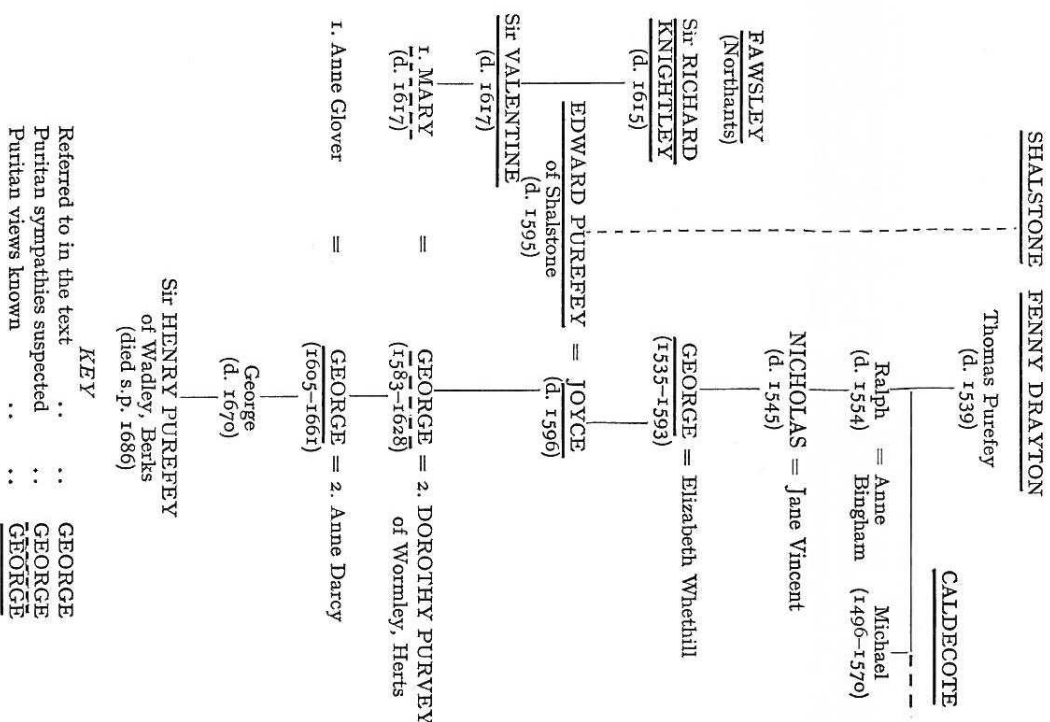 SHALSTONE FENNY DRAYTON
CALDECOTE
FAWSLEY
(Northants)
Thomas Purefey
(d. 1539)
Ralph = Anne
(d. 1554) Bingham
Michael
(1496–1570)
Sir RICHARD
KNIGHTLEY
(d. 1615)
NICHOLAS = Jane Vincent
(d. 1545)
GEORGE = Elizabeth Whethill
(1535–1593)
EDWARD PUREFEY = JOYCE
of Shalstone
(d. 1595)
(d. 1596)
Sir VALENTINE
(d. 1617)
1. MARY = GEORGE = 2. DOROTHY PURVEY
(d. 1617)
(1583–1628)
of Wormley, Herts
1. Anne Glover = GEORGE = 2. Anne Darcy
(1605–1661)
George
(d. 1670)
Sir HENRY PUREFEY
of Wadley, Berks
(died s.p. 1686)
KEY
Referred to in the text .. .. GEORGE
Puritan sympathies suspected .. GEORGE
Puritan views known .. .. GEORGE